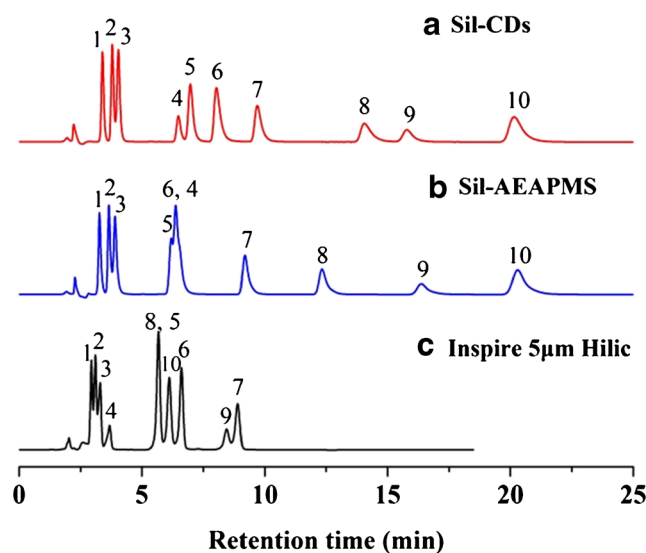 a Sil-CDs
1 2 3 4 5 6 7 8 9 10
b Sil-AEAPMS
1 2 3 5 6, 4 7 8 9 10
c Inspire 5μm Hilic
1 2 3 4 8, 5 10 6 9 7
0 5 10 15 20 25
Retention time (min)